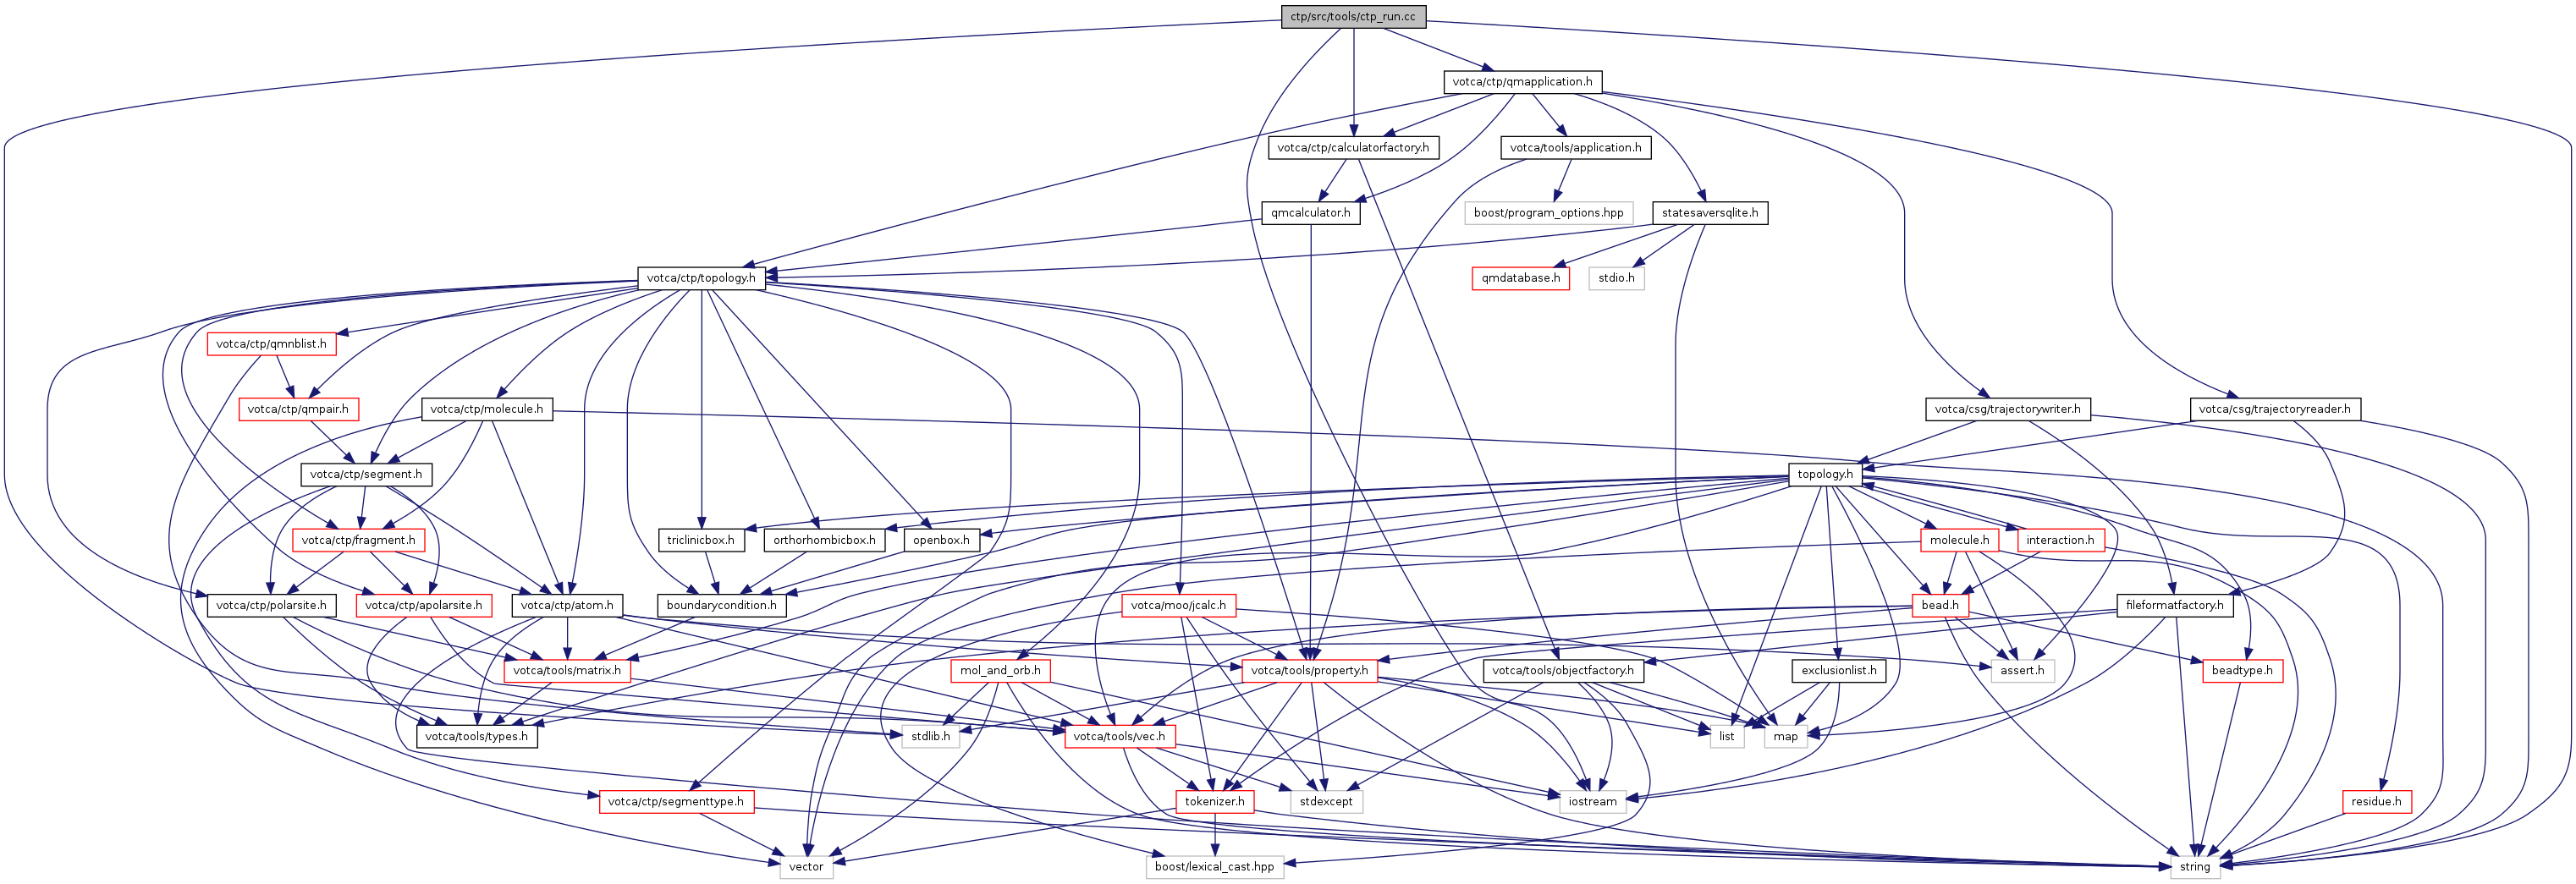 ctp/src/tools/ctp_run.cc
votca/ctp/qmapplication.h
votca/ctp/calculatorfactory.h
votca/tools/application.h
qmcalculator.h
boost/program_options.hpp
statesaversqlite.h
votca/ctp/topology.h
qmdatabase.h
stdio.h
votca/ctp/qmnblist.h
votca/ctp/qmpair.h
votca/ctp/molecule.h
votca/csg/trajectorywriter.h
votca/csg/trajectoryreader.h
votca/ctp/segment.h
topology.h
votca/ctp/fragment.h
triclinicbox.h
orthorhombicbox.h
openbox.h
molecule.h
interaction.h
votca/ctp/polarsite.h
votca/ctp/apolarsite.h
votca/ctp/atom.h
boundarycondition.h
votca/moo/jcalc.h
bead.h
fileformatfactory.h
votca/tools/matrix.h
mol_and_orb.h
votca/tools/property.h
votca/tools/objectfactory.h
exclusionlist.h
assert.h
beadtype.h
votca/tools/types.h
stdlib.h
votca/tools/vec.h
list
map
votca/ctp/segmenttype.h
tokenizer.h
stdexcept
iostream
residue.h
vector
boost/lexical_cast.hpp
string